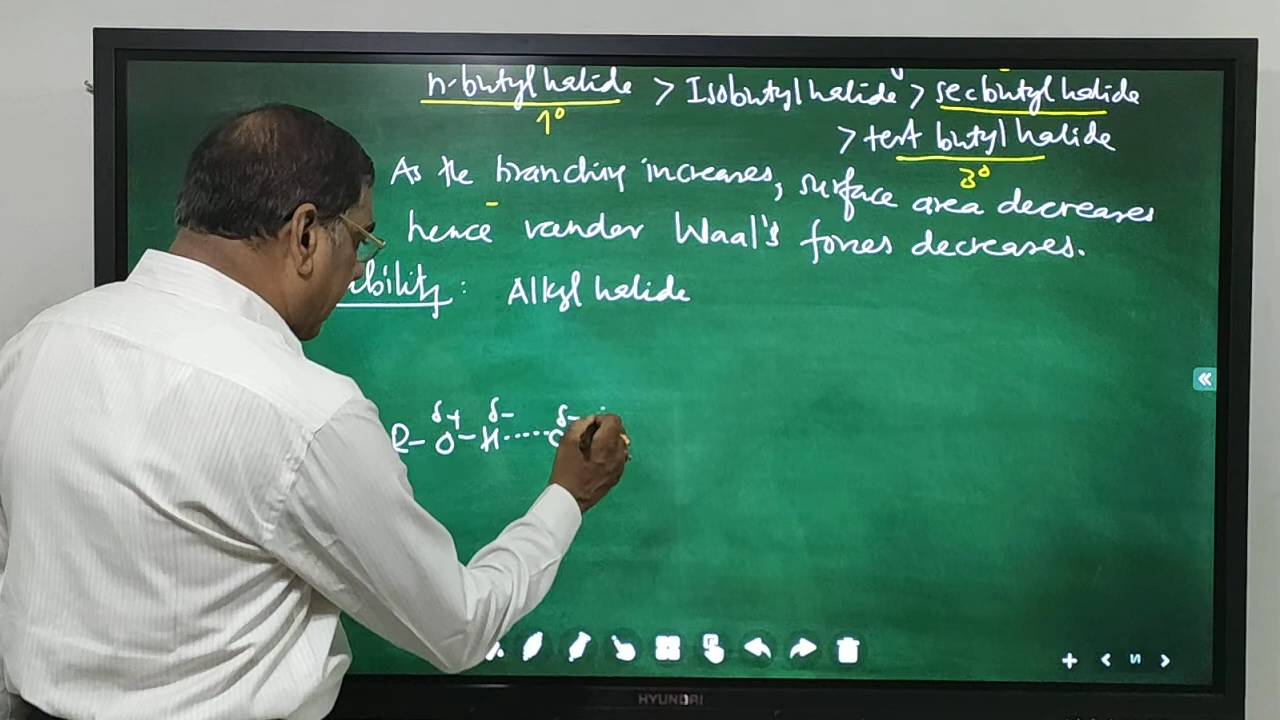 n-butyl halide > Isobutyl halide > sec butyl halide
1°
> tert butyl halide
3°
As the branching increases, surface area decreases
hence vander Waal's forces decreases.
: Alkyl halide
δ+ δ- δ-
R-O-H.....
HYUNDAI